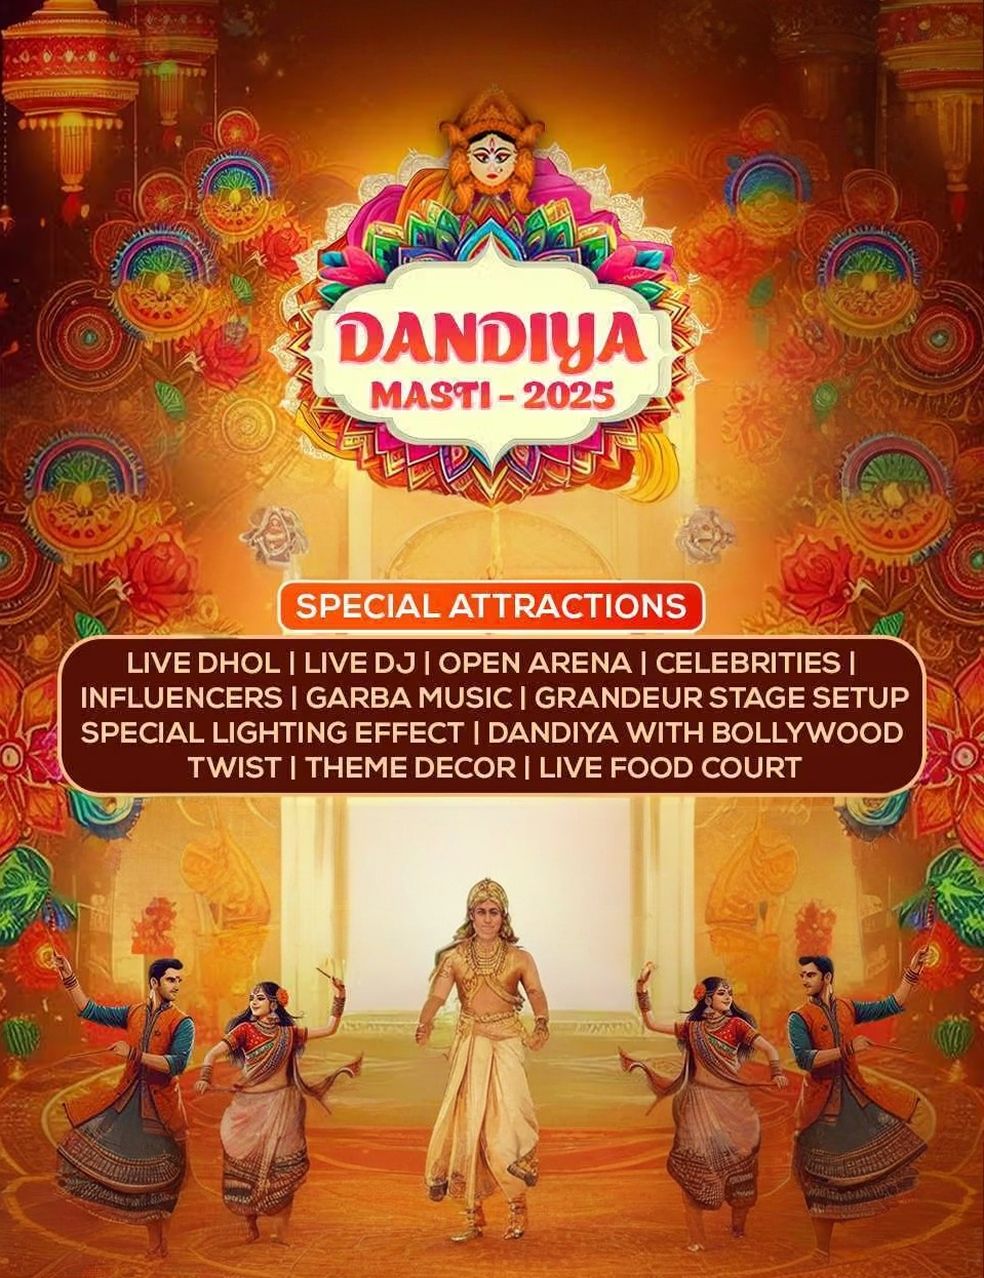 DANDIYA
MASTI - 2025
SPECIAL ATTRACTIONS
LIVE DHOL | LIVE DJ | OPEN ARENA | CELEBRITIES |
INFLUENCERS | GARBA MUSIC | GRANDEUR STAGE SETUP
SPECIAL LIGHTING EFFECT | DANDIYA WITH BOLLYWOOD
TWIST | THEME DECOR | LIVE FOOD COURT